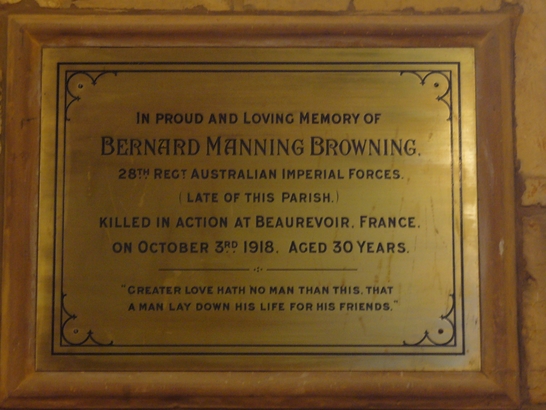 IN PROUD AND LOVING MEMORY OF
BERNARD MANNING BROWNING,
28TH REGT AUSTRALIAN IMPERIAL FORCES.
(LATE OF THIS PARISH.)
KILLED IN ACTION AT BEAUREVOIR, FRANCE,
ON OCTOBER 3RD 1918. AGED 30 YEARS.
"GREATER LOVE HATH NO MAN THAN THIS, THAT
A MAN LAY DOWN HIS LIFE FOR HIS FRIENDS."